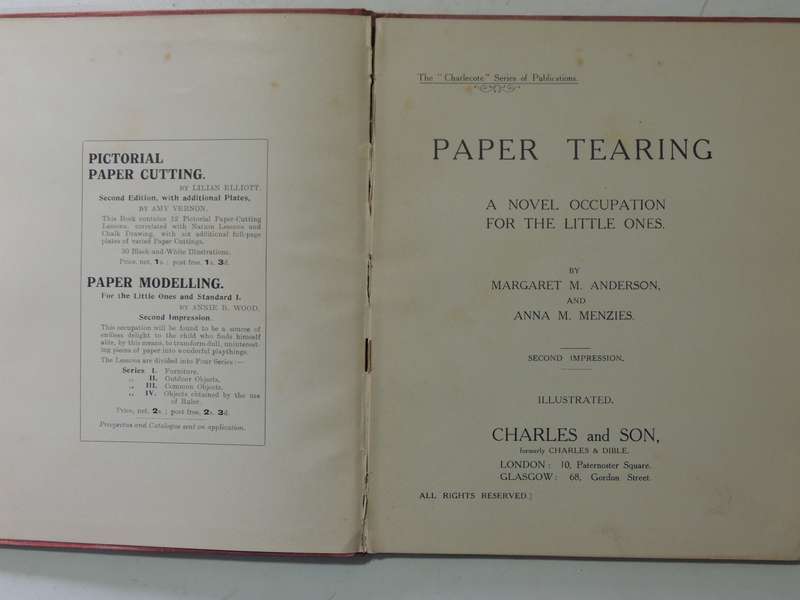 PICTORIAL
PAPER CUTTING.
BY LILIAN ELLIOTT.
Second Edition, with additional Plates,
BY AMY VERNON.
This Book contains 12 Pictorial Paper-Cutting
Lessons, correlated with Nature Lessons and
Chalk Drawing, with six additional full-page
plates of varied Paper Cuttings.
30 Black-and-White Illustrations.
Price, net, 1s. ; post free, 1s. 3d.
PAPER MODELLING.
For the Little Ones and Standard I.
BY ANNIE B. WOOD.
Second Impression.
This occupation will be found to be a source of
endless delight to the child who finds himself
able, by this means, to transform dull, uninterest-
ing pieces of paper into wonderful playthings.
The Lessons are divided into Four Series :—
Series I. Furniture.
„ II. Outdoor Objects.
„ III. Common Objects.
„ IV. Objects obtained by the use
of Ruler.
Price, net, 2s. ; post free, 2s. 3d.
Prospectus and Catalogue sent on application.
The "Charlecote" Series of Publications.
PAPER TEARING
A NOVEL OCCUPATION
FOR THE LITTLE ONES.
BY
MARGARET M. ANDERSON,
AND
ANNA M. MENZIES.
SECOND IMPRESSION.
ILLUSTRATED.
CHARLES and SON,
formerly CHARLES & DIBLE.
LONDON: 10, Paternoster Square.
GLASGOW: 68, Gordon Street.
ALL RIGHTS RESERVED.]